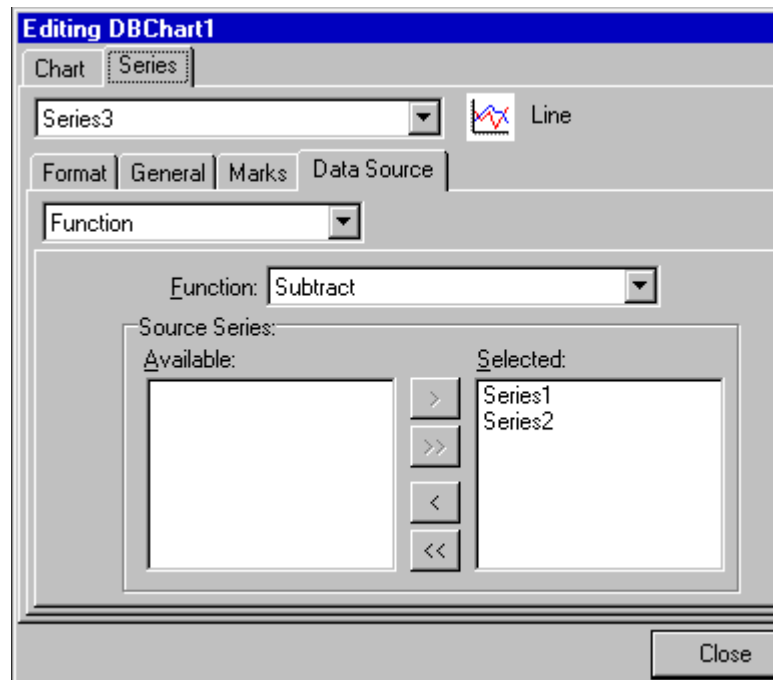 Editing DBChart1
Chart Series
Series3 Line
Format General Marks Data Source
Function
Function: Subtract
Source Series:
Available: Selected:
Series1
Series2
>
>>
<
<<
Close